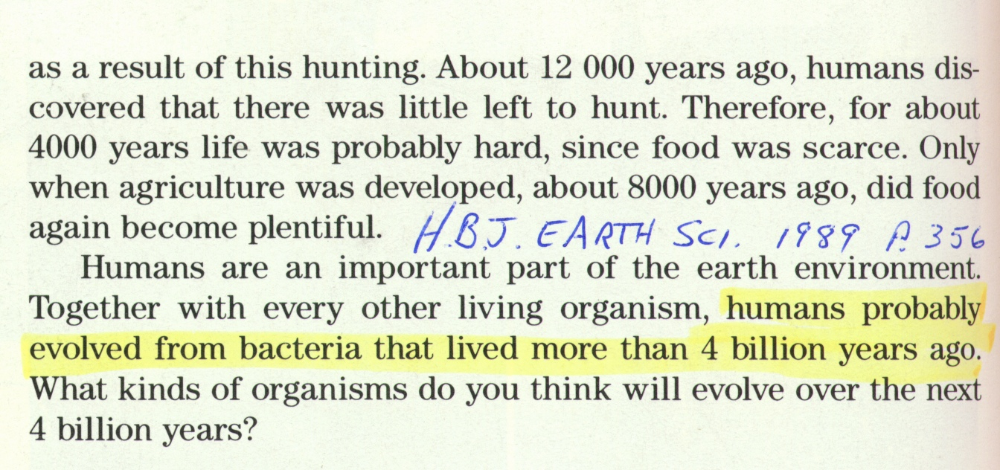 as a result of this hunting. About 12 000 years ago, humans dis-
covered that there was little left to hunt. Therefore, for about
4000 years life was probably hard, since food was scarce. Only
when agriculture was developed, about 8000 years ago, did food
again become plentiful. H.B.J. EARTH SCI. 1989 P. 356
Humans are an important part of the earth environment.
Together with every other living organism, humans probably
evolved from bacteria that lived more than 4 billion years ago.
What kinds of organisms do you think will evolve over the next
4 billion years?